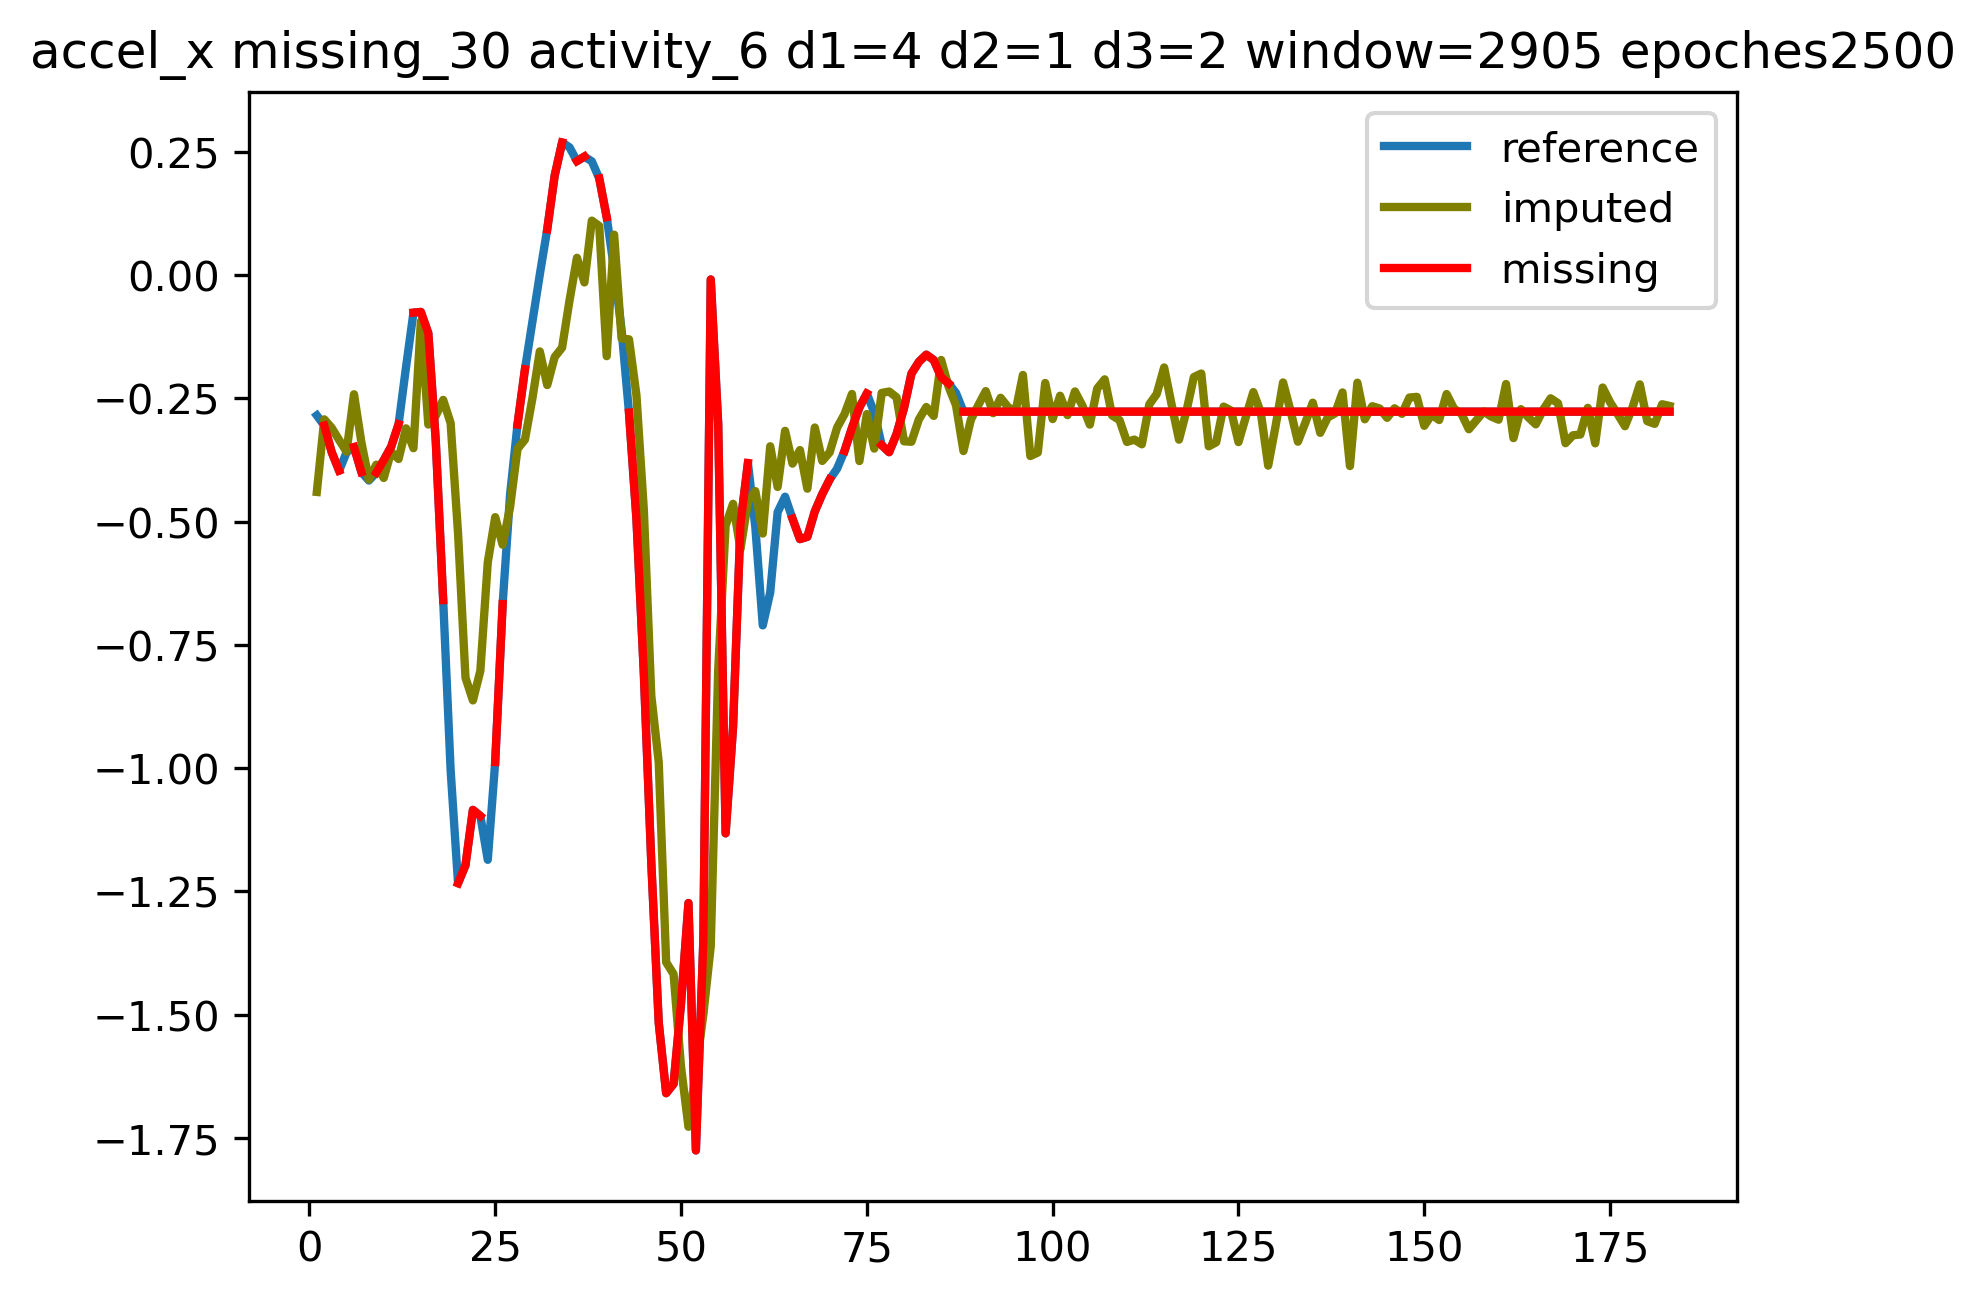 accel_x missing_30 activity_6 d1=4 d2=1 d3=2 window=2905 epoches2500
reference
imputed
missing
0.25
0.00
−0.25
−0.50
−0.75
−1.00
−1.25
−1.50
−1.75
0 25 50 75 100 125 150 175